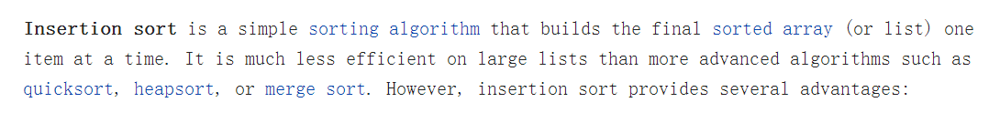 Insertion sort is a simple sorting algorithm that builds the final sorted array (or list) one
item at a time. It is much less efficient on large lists than more advanced algorithms such as
quicksort, heapsort, or merge sort. However, insertion sort provides several advantages: